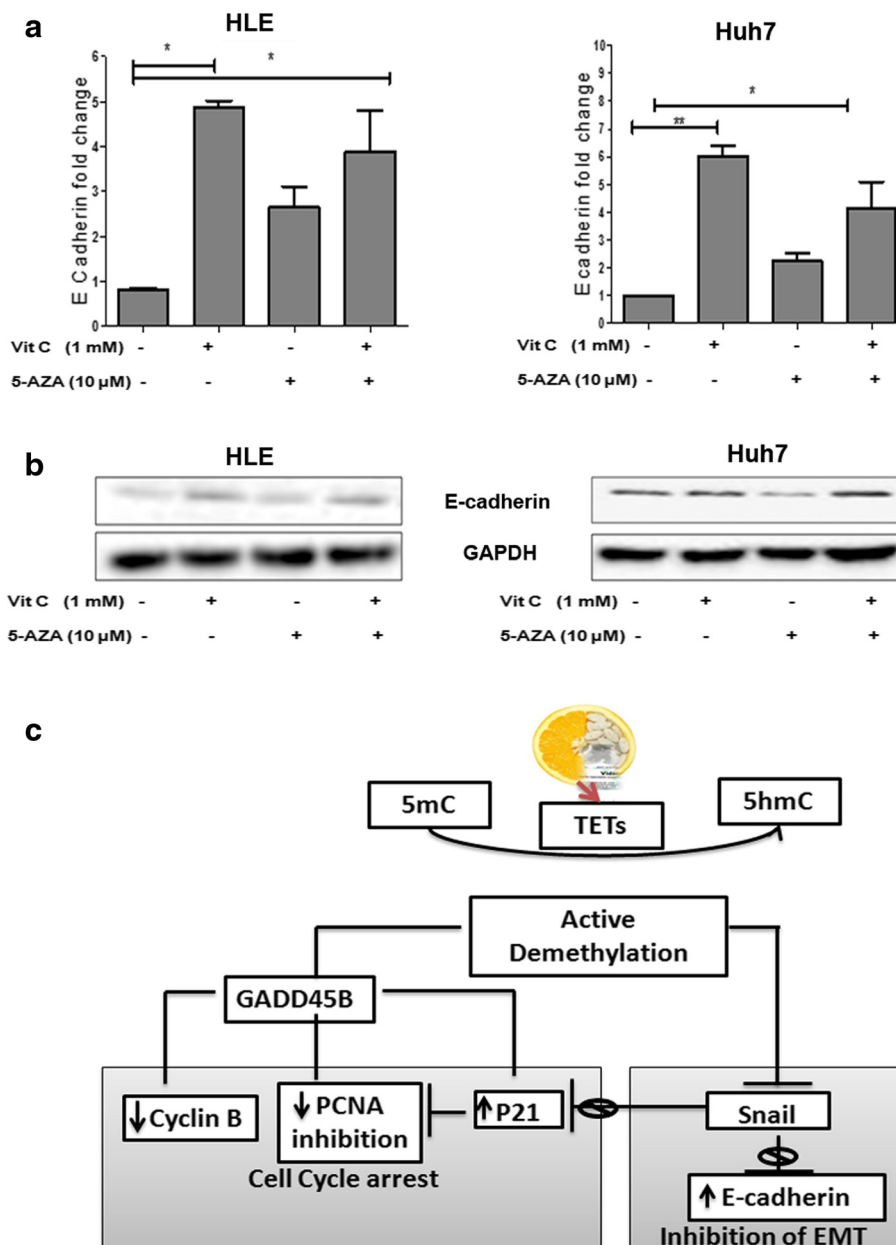 a
HLE
E Cadherin fold change
6
5
4
3
2
1
0
*
*
Vit C (1 mM) - + - +
5-AZA (10 µM) - - + +
Huh7
E cadherin fold change
10
9
8
7
6
5
4
3
2
1
0
**
*
Vit C (1 mM) - + - +
5-AZA (10 µM) - - + +
b
HLE
Huh7
E-cadherin
GAPDH
Vit C (1 mM) - + - +
5-AZA (10 µM) - - + +
Vit C (1 mM) - + - +
5-AZA (10 µM) - - + +
c
5mC
TETs
5hmC
Active
Demethylation
GADD45B
↓ Cyclin B
↓ PCNA
inhibition
↑ P21
Snail
Cell Cycle arrest
↑ E-cadherin
Inhibition of EMT